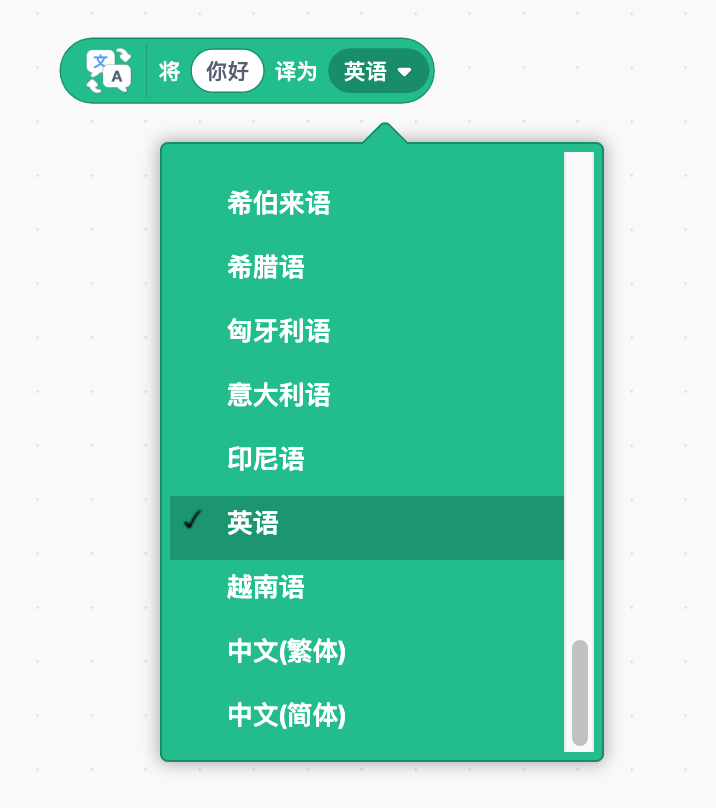 文 A 将 你好 译为 英语
希伯来语
希腊语
匈牙利语
意大利语
印尼语
英语
越南语
中文(繁体)
中文(简体)